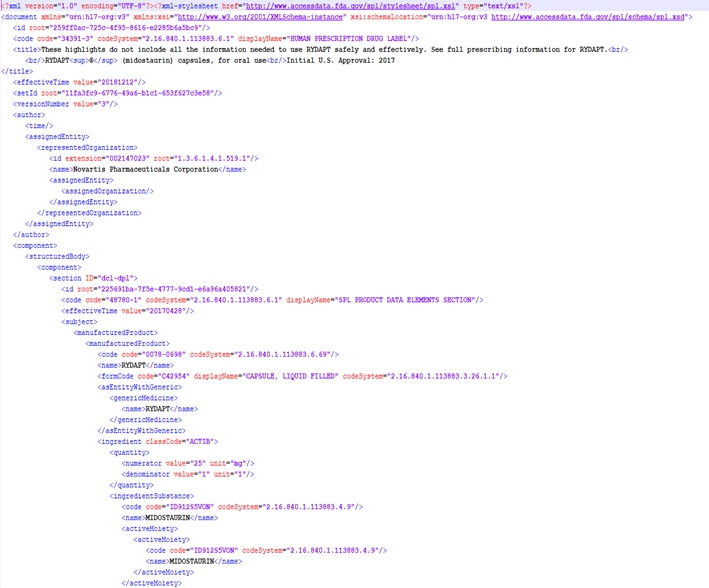 <?xml version="1.0" encoding="UTF-8"?><?xml-stylesheet href="http://www.accessdata.fda.gov/spl/stylesheet/spl.xsl" type="text/xsl"?>
<document xmlns="urn:hl7-org:v3" xmlns:xsi="http://www.w3.org/2001/XMLSchema-instance" xsi:schemaLocation="urn:hl7-org:v3 http://www.accessdata.fda.gov/spl/schema/spl.xsd">
<id root="259ff0ac-725c-4f95-8616-e2285b6a5bc9"/>
<code code="34391-3" codeSystem="2.16.840.1.113883.6.1" displayName="HUMAN PRESCRIPTION DRUG LABEL"/>
<title>These highlights do not include all the information needed to use RYDAPT safely and effectively. See full prescribing information for RYDAPT.<br/>
<br/>RYDAPT<sup>®</sup> (midostaurin) capsules, for oral use<br/>Initial U.S. Approval: 2017
</title>
<effectiveTime value="20181212"/>
<setId root="11fa3fc9-6776-49a6-b1c1-653f627c3e58"/>
<versionNumber value="3"/>
<author>
<time/>
<assignedEntity>
<representedOrganization>
<id extension="002147023" root="1.3.6.1.4.1.519.1"/>
<name>Novartis Pharmaceuticals Corporation</name>
<assignedEntity>
<assignedOrganization/>
</assignedEntity>
</representedOrganization>
</assignedEntity>
</author>
<component>
<structuredBody>
<component>
<section ID="dcl-dpl">
<id root="225691ba-7f5e-4777-9cd1-e6a96a405821"/>
<code code="48780-1" codeSystem="2.16.840.1.113883.6.1" displayName="SPL PRODUCT DATA ELEMENTS SECTION"/>
<effectiveTime value="20170428"/>
<subject>
<manufacturedProduct>
<manufacturedProduct>
<code code="0078-0698" codeSystem="2.16.840.1.113883.6.69"/>
<name>RYDAPT</name>
<formCode code="C42954" displayName="CAPSULE, LIQUID FILLED" codeSystem="2.16.840.1.113883.3.26.1.1"/>
<asEntityWithGeneric>
<genericMedicine>
<name>RYDAPT</name>
</genericMedicine>
</asEntityWithGeneric>
<ingredient classCode="ACTIB">
<quantity>
<numerator value="25" unit="mg"/>
<denominator value="1" unit="1"/>
</quantity>
<ingredientSubstance>
<code code="ID912S5VON" codeSystem="2.16.840.1.113883.4.9"/>
<name>MIDOSTAURIN</name>
<activeMoiety>
<activeMoiety>
<code code="ID912S5VON" codeSystem="2.16.840.1.113883.4.9"/>
<name>MIDOSTAURIN</name>
</activeMoiety>
</activeMoiety>